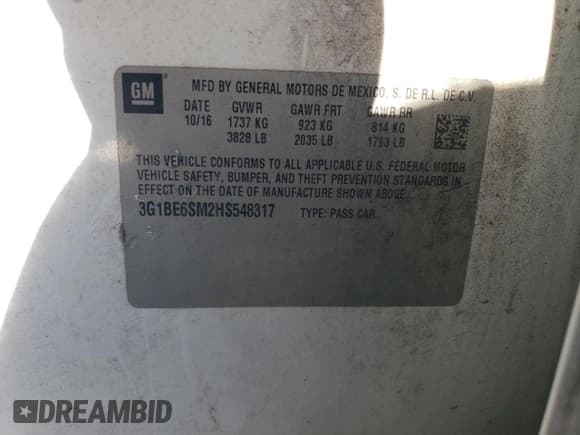 GM
MFD BY GENERAL MOTORS DE MEXICO, S. DE R.L. DE C.V.
DATE GVWR GAWR FRT GAWR RR
10/16 1737 KG 923 KG 814 KG
3828 LB 2035 LB 1793 LB
THIS VEHICLE CONFORMS TO ALL APPLICABLE U.S. FEDERAL MOTOR
VEHICLE SAFETY, BUMPER, AND THEFT PREVENTION STANDARDS IN
EFFECT ON THE DATE OF MANUFACTURE SHOWN ABOVE.
3G1BE6SM2HS548317 TYPE: PASS CAR
DREAMBID